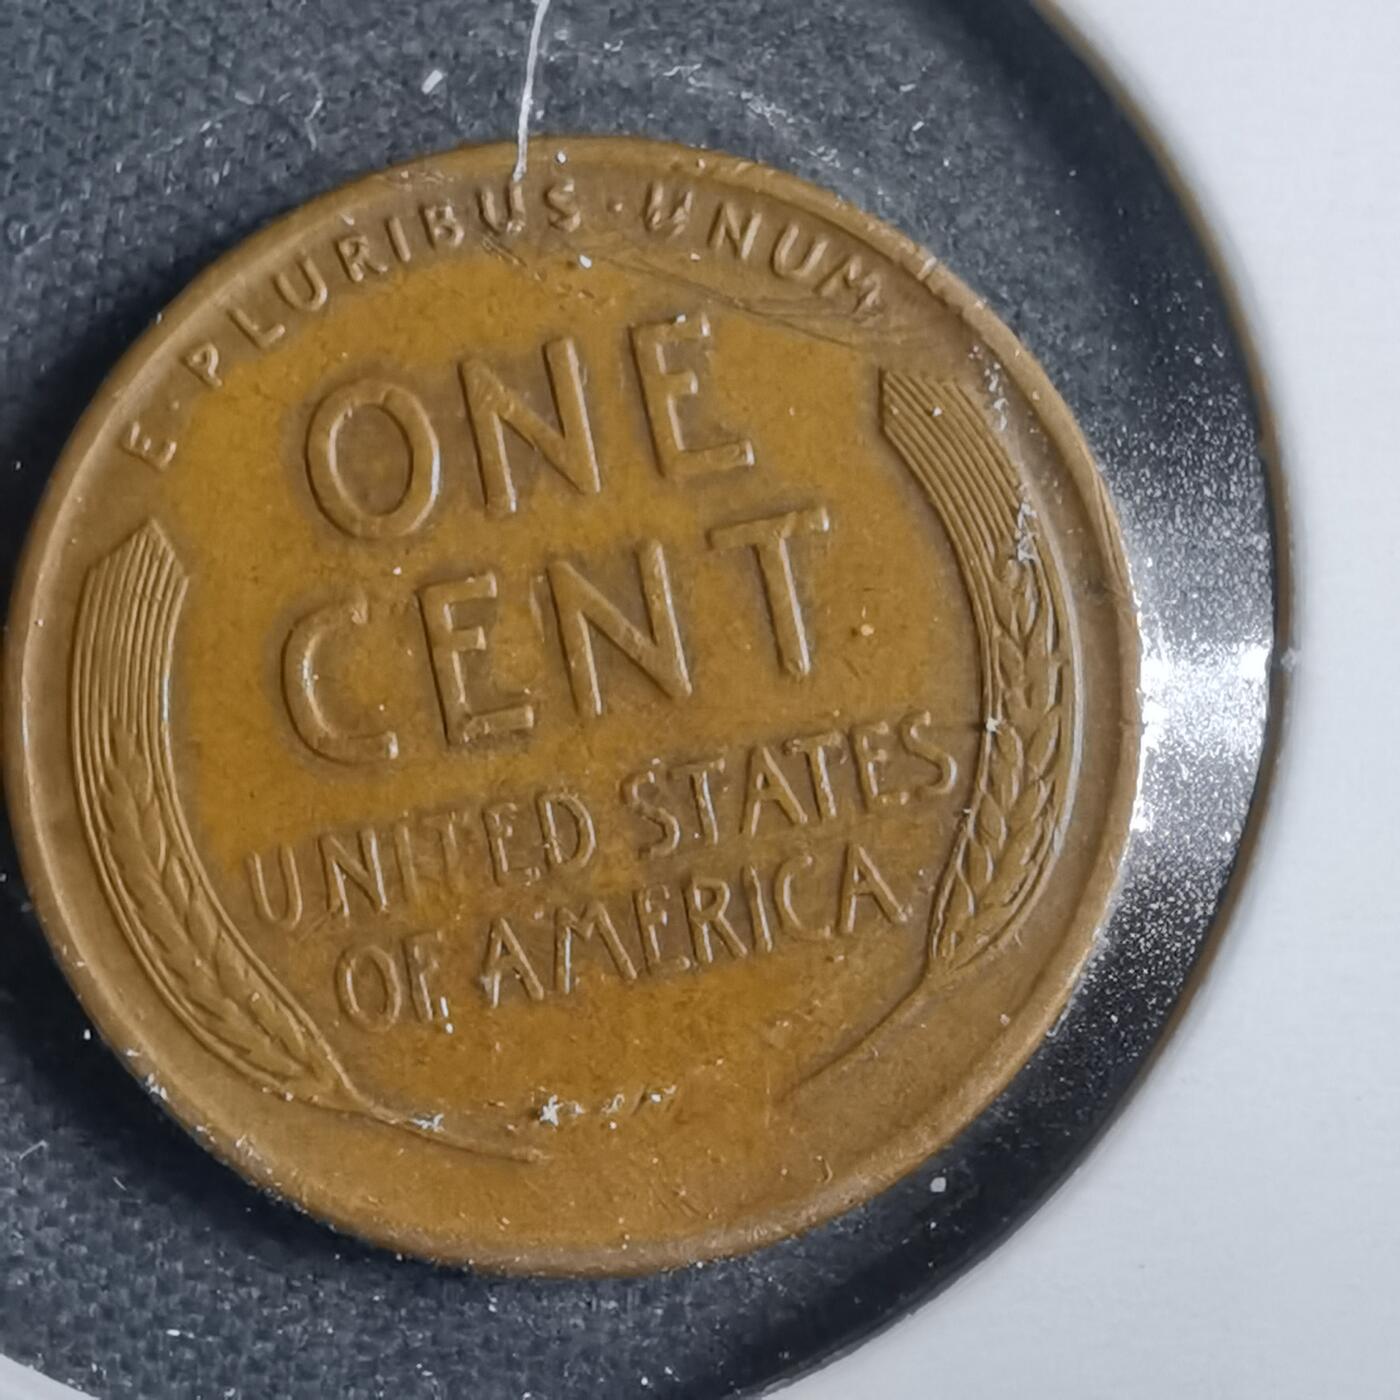 E·PLURIBUS·UNUM
ONE
CENT
UNITED STATES
OF AMERICA